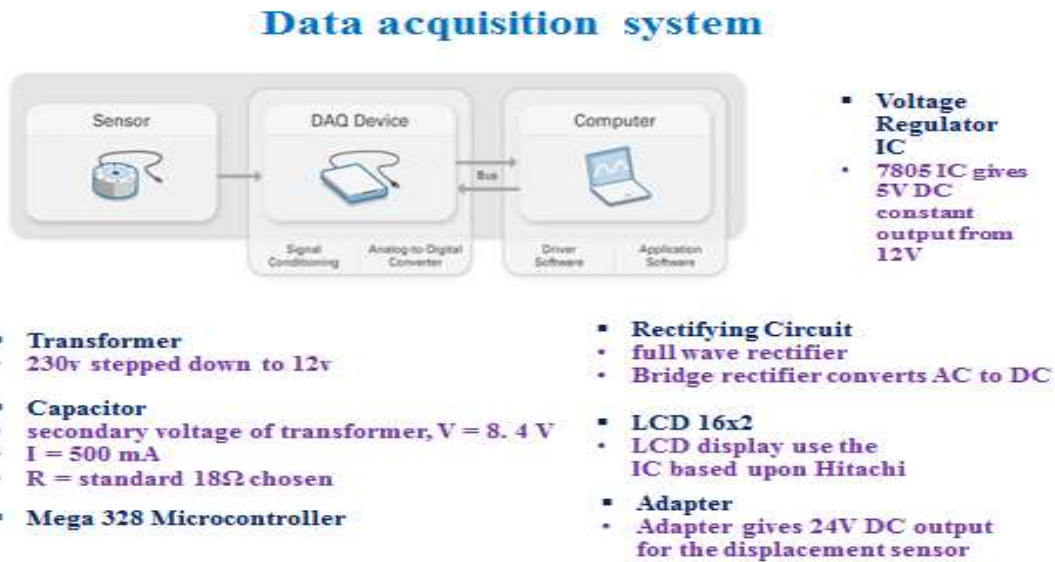 Data acquisition system
Sensor
DAQ Device
Computer
Bus
Signal
Conditioning
Analog-to-Digital
Converter
Driver
Software
Application
Software
▪ Voltage
Regulator
IC
• 7805 IC gives
5V DC
constant
output from
12V
▪ Transformer
• 230v stepped down to 12v
▪ Capacitor
• secondary voltage of transformer, V = 8. 4 V
• I = 500 mA
• R = standard 18Ω chosen
▪ Mega 328 Microcontroller
▪ Rectifying Circuit
• full wave rectifier
• Bridge rectifier converts AC to DC
▪ LCD 16x2
• LCD display use the
IC based upon Hitachi
▪ Adapter
• Adapter gives 24V DC output
for the displacement sensor